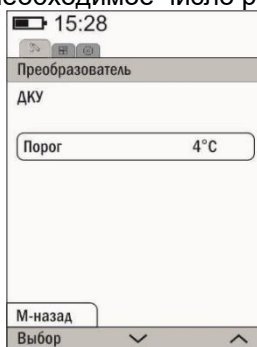 необходимое число р
15:28
Преобразователь
ДКУ
Порог 4°C
М-назад
Выбор